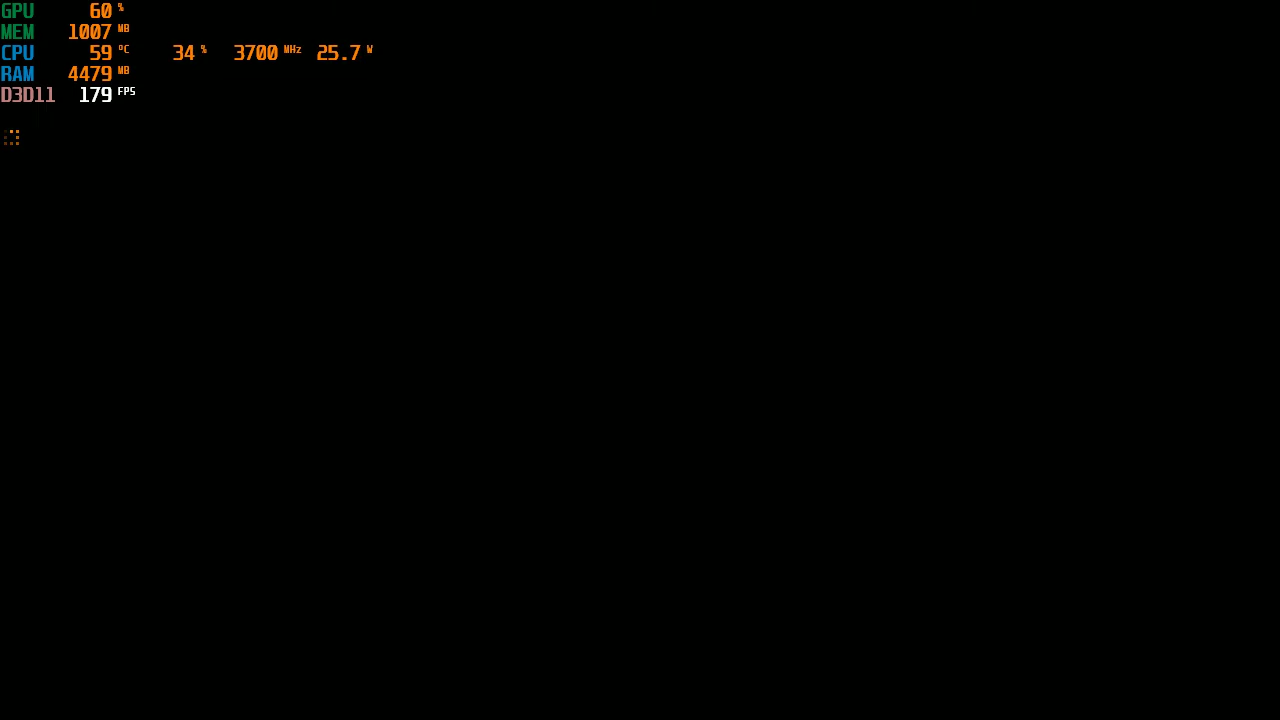 GPU 60 %
MEM 1007 MB
CPU 59 °C 34 % 3700 MHz 25.7 W
RAM 4479 MB
D3D11 179 FPS